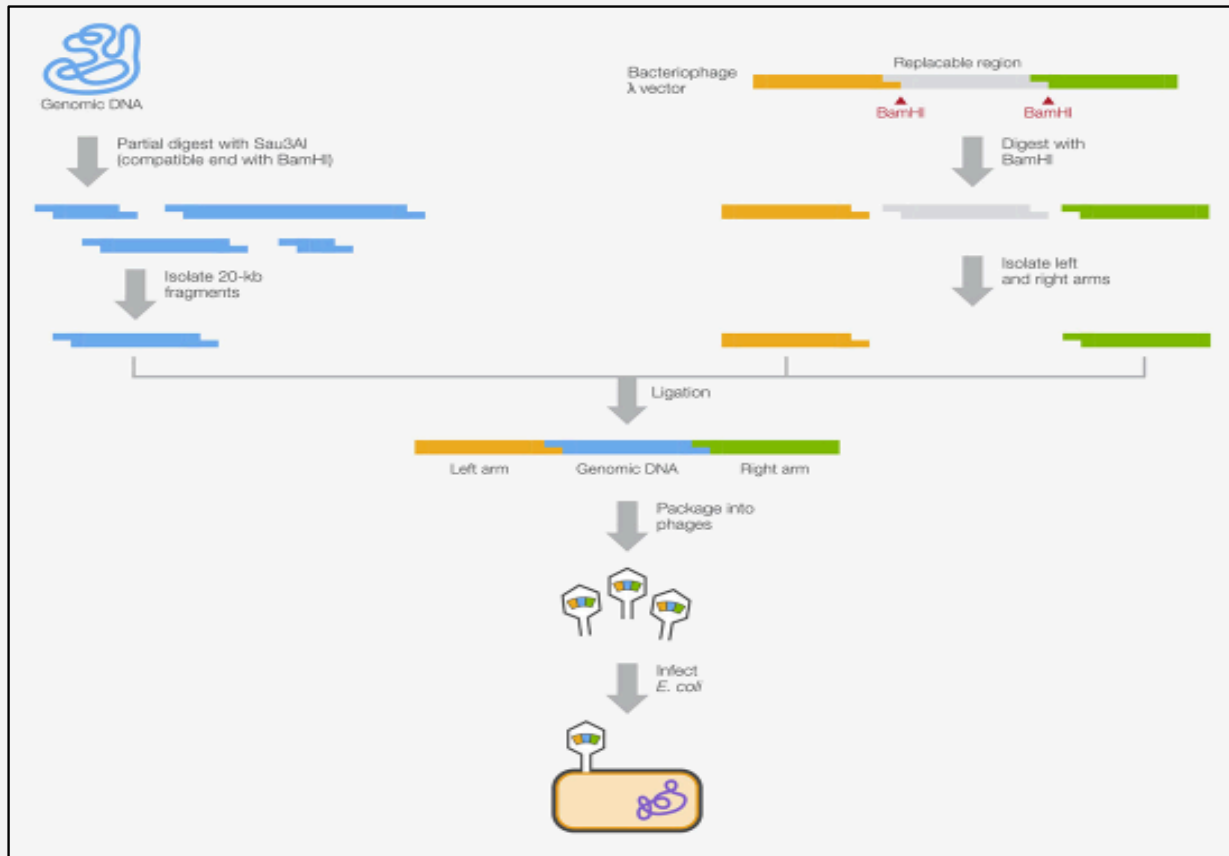 Genomic DNA
Partial digest with Sau3AI
(compatible end with BamHI)
Isolate 20-kb
fragments
Bacteriophage
λ vector
Replacable region
BamHI
BamHI
Digest with
BamHI
Isolate left
and right arms
Ligation
Left arm
Genomic DNA
Right arm
Package into
phages
Infect
E. coli